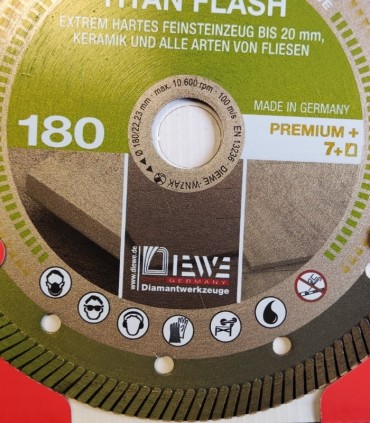 TITAN FLASH
EXTREM HARTES FEINSTEINZEUG BIS 20 mm,
KERAMIK UND ALLE ARTEN VON FLIESEN
MADE IN GERMANY
180
PREMIUM +
7+
Ø 180/22,23 mm · max. 10 600 rpm · 100 m/s · EN 13236 · DIEWE
www.diewe.de
DIEWE
GERMANY
Diamantwerkzeuge